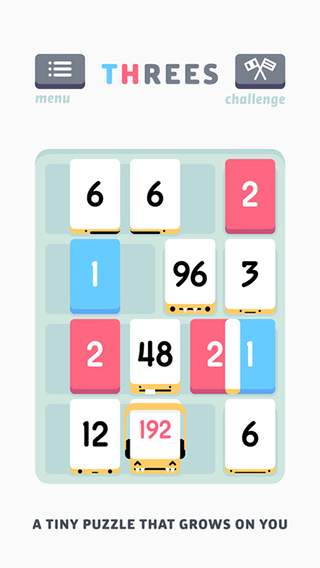 THREES
menu
challenge
6 6 2
1 96 3
2 48 2 1
12 192 6
A TINY PUZZLE THAT GROWS ON YOU